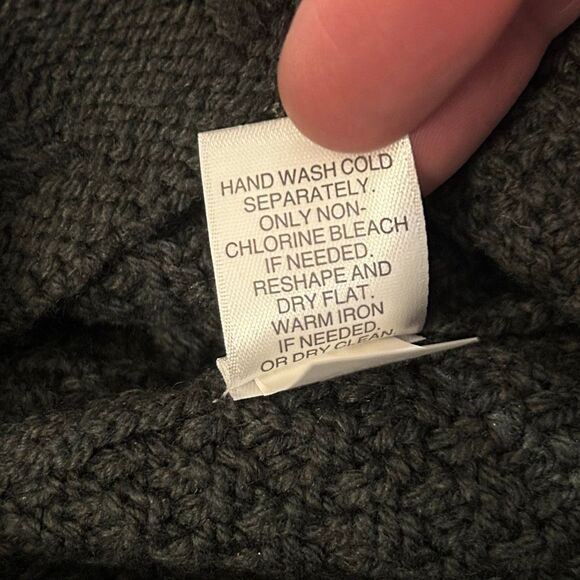 HAND WASH COLD
SEPARATELY.
ONLY NON-
CHLORINE BLEACH
IF NEEDED.
RESHAPE AND
DRY FLAT.
WARM IRON
IF NEEDED.
OR DRY CLEAN